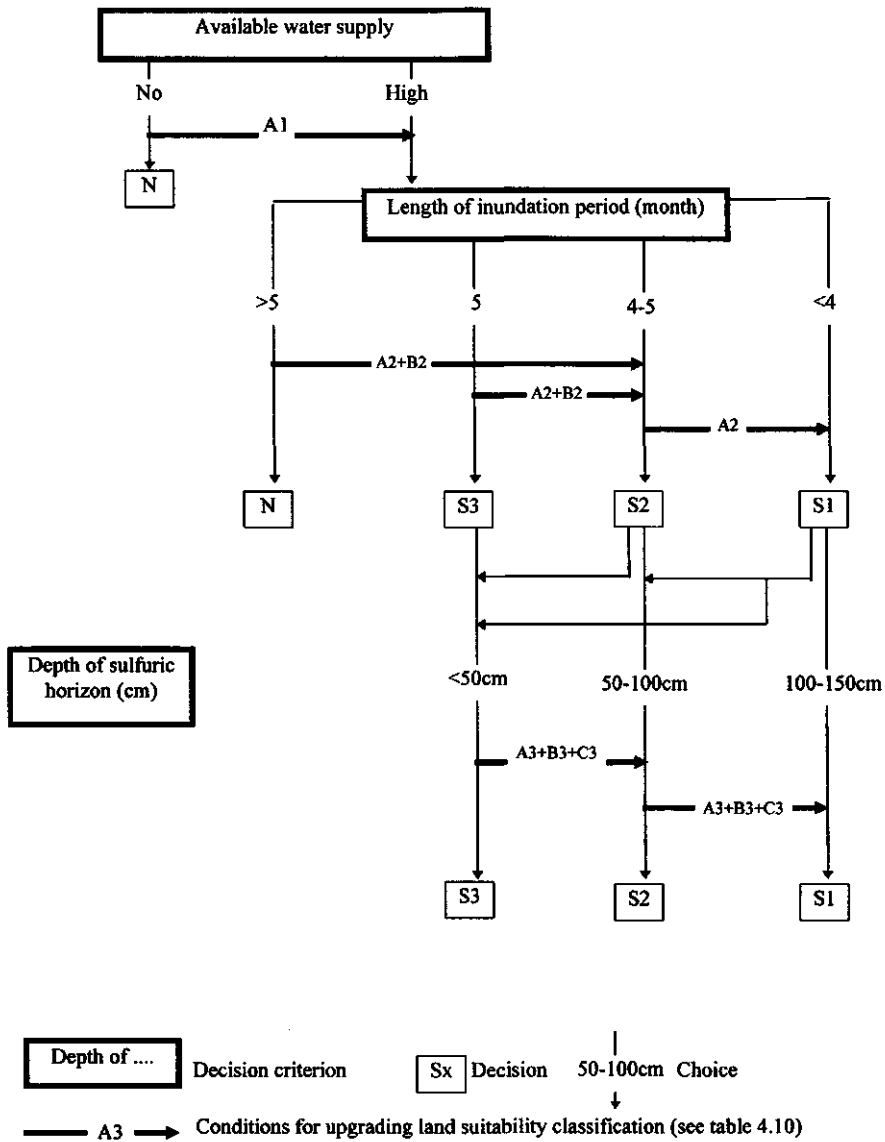 Available water supply
No
High
A1
N
Length of inundation period (month)
>5
5
4-5
<4
A2+B2
A2+B2
A2
N
S3
S2
S1
Depth of sulfuric
horizon (cm)
<50cm
50-100cm
100-150cm
A3+B3+C3
A3+B3+C3
S3
S2
S1
Depth of ....
Decision criterion
Sx
Decision
50-100cm
Choice
A3
Conditions for upgrading land suitability classification (see table 4.10)